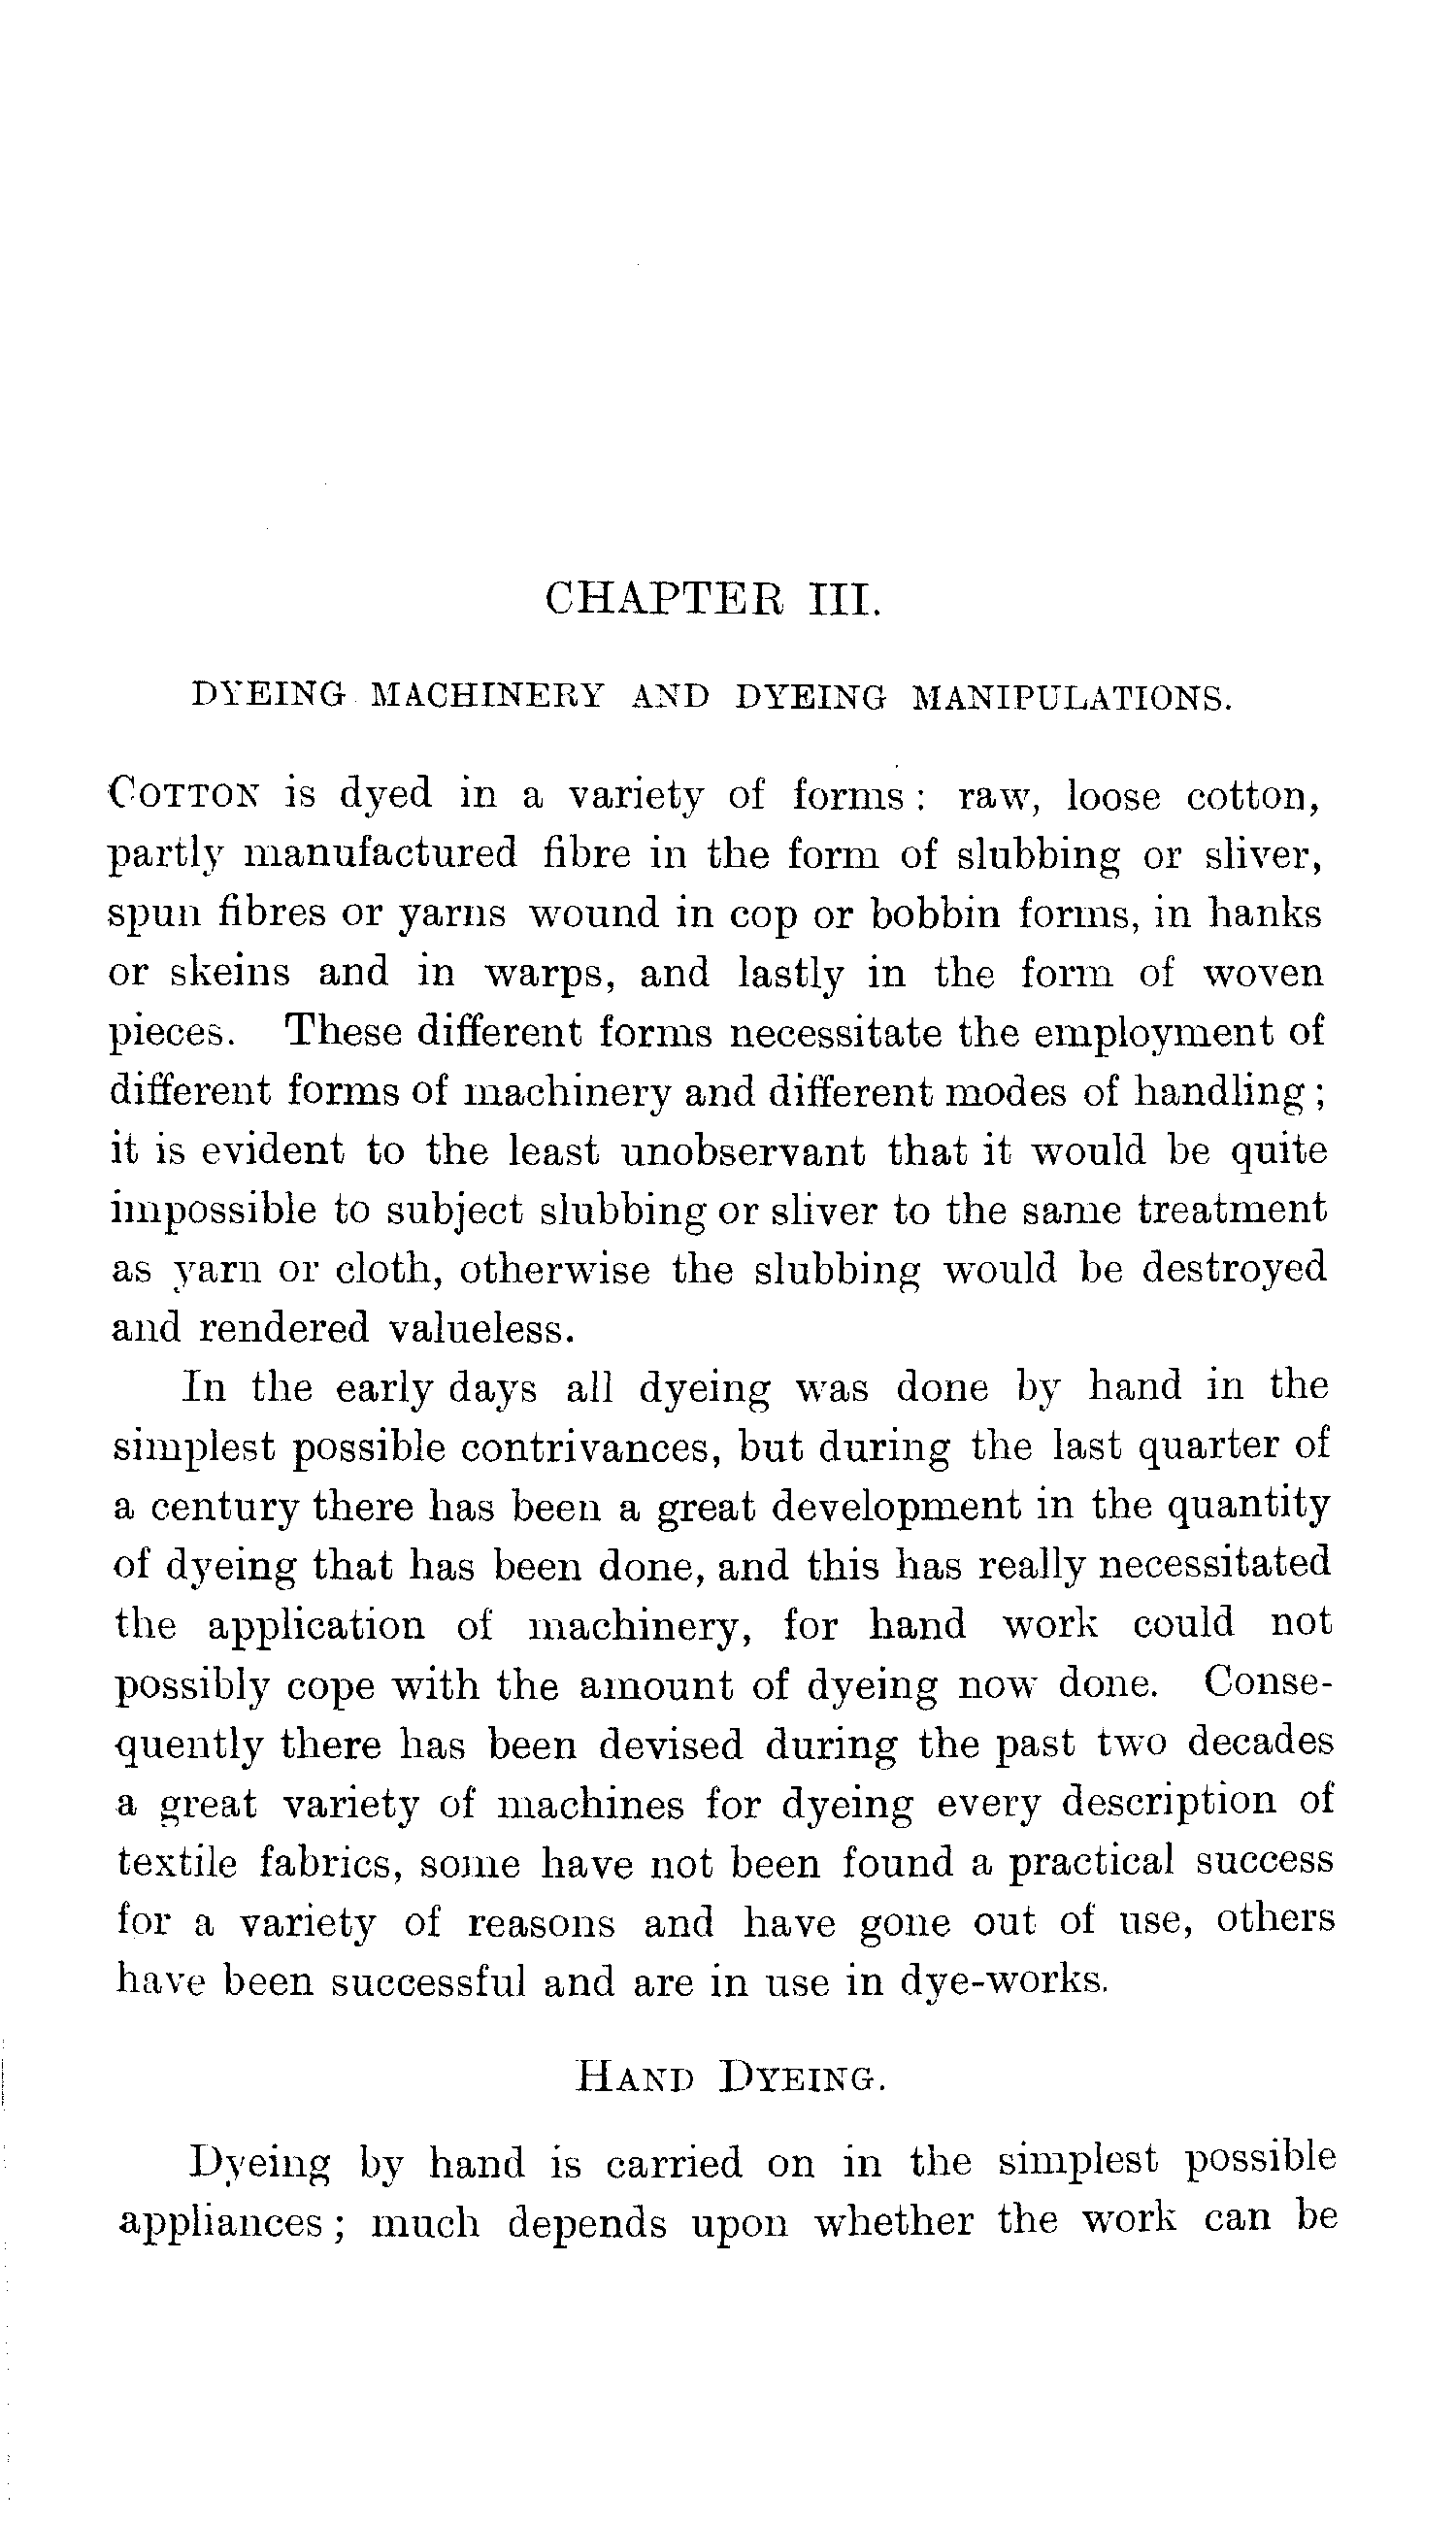 CHAPTER III.
DYEING MACHINERY AND DYEING MANIPULATIONS.
COTTON is dyed in a variety of forms: raw, loose cotton,
partly manufactured fibre in the form of slubbing or sliver,
spun fibres or yarns wound in cop or bobbin forms, in hanks
or skeins and in warps, and lastly in the form of woven
pieces. These different forms necessitate the employment of
different forms of machinery and different modes of handling;
it is evident to the least unobservant that it would be quite
impossible to subject slubbing or sliver to the same treatment
as yarn or cloth, otherwise the slubbing would be destroyed
and rendered valueless.
In the early days all dyeing was done by hand in the
simplest possible contrivances, but during the last quarter of
a century there has been a great development in the quantity
of dyeing that has been done, and this has really necessitated
the application of machinery, for hand work could not
possibly cope with the amount of dyeing now done. Conse-
quently there has been devised during the past two decades
a great variety of machines for dyeing every description of
textile fabrics, some have not been found a practical success
for a variety of reasons and have gone out of use, others
have been successful and are in use in dye-works.
HAND DYEING.
Dyeing by hand is carried on in the simplest possible
appliances; much depends upon whether the work can be